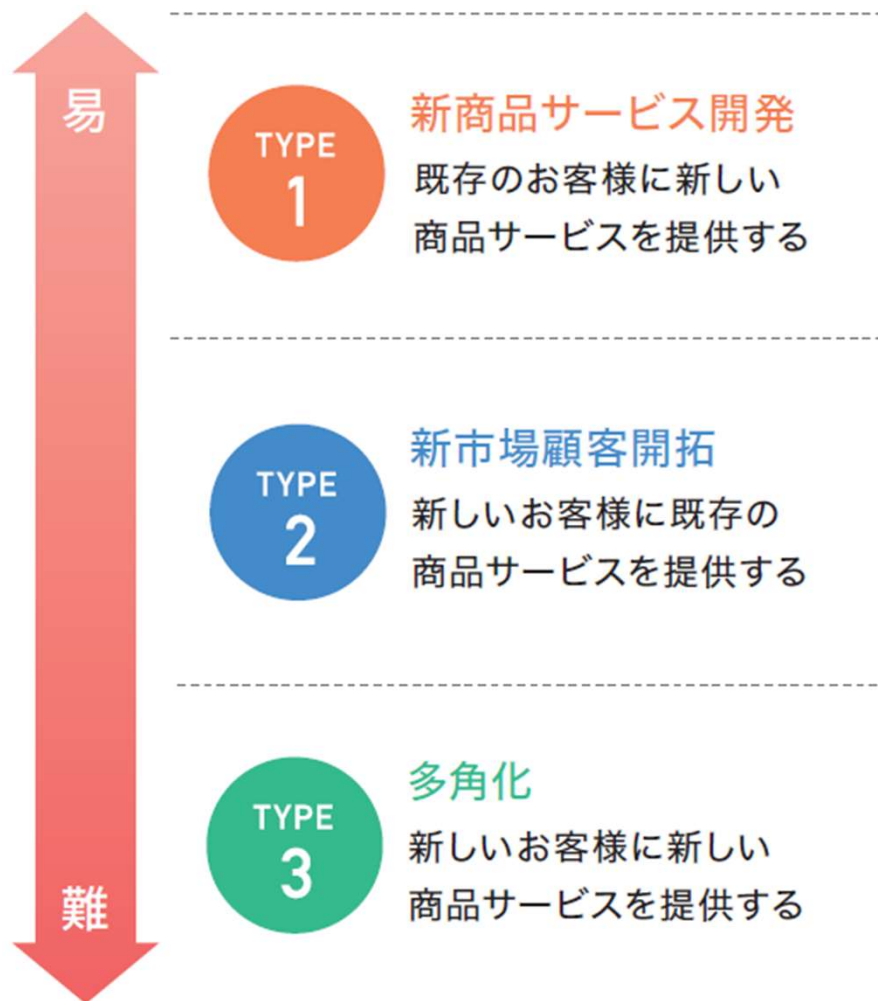 易
TYPE
1
新商品サービス開発
既存のお客様に新しい
商品サービスを提供する
TYPE
2
新市場顧客開拓
新しいお客様に既存の
商品サービスを提供する
TYPE
3
多角化
新しいお客様に新しい
商品サービスを提供する
難